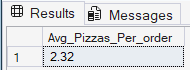 Results Messages
Avg_Pizzas_Per_order
1 2.32